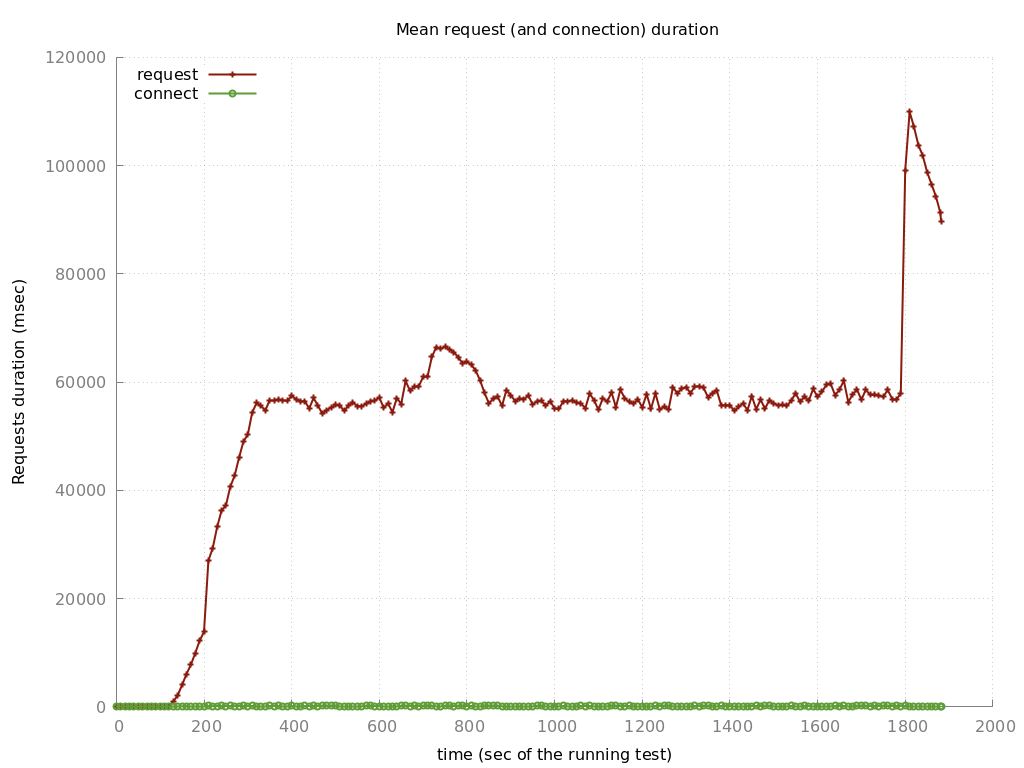 Mean request (and connection) duration
120000
100000
80000
60000
40000
20000
0
request
connect
Requests duration (msec)
0 200 400 600 800 1000 1200 1400 1600 1800 2000
time (sec of the running test)